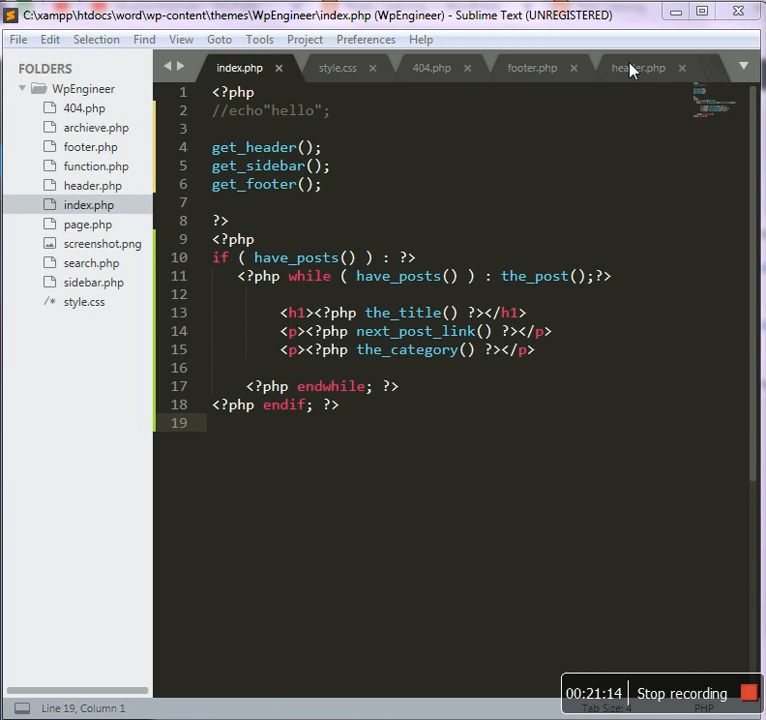 C:\xampp\htdocs\word\wp-content\themes\WpEngineer\index.php (WpEngineer) - Sublime Text (UNREGISTERED)
File Edit Selection Find View Goto Tools Project Preferences Help
FOLDERS
WpEngineer
404.php
archieve.php
footer.php
function.php
header.php
index.php
page.php
screenshot.png
search.php
sidebar.php
/* style.css
index.php × style.css × 404.php × footer.php × header.php ×
1 <?php
2 //echo"hello";
3
4 get_header();
5 get_sidebar();
6 get_footer();
7
8 ?>
9 <?php
10 if ( have_posts() ) : ?>
11 <?php while ( have_posts() ) : the_post();?>
12
13 <h1><?php the_title() ?></h1>
14 <p><?php next_post_link() ?></p>
15 <p><?php the_category() ?></p>
16
17 <?php endwhile; ?>
18 <?php endif; ?>
19
00:21:14 Stop recording
Line 19, Column 1
Tab Size: 4 PHP